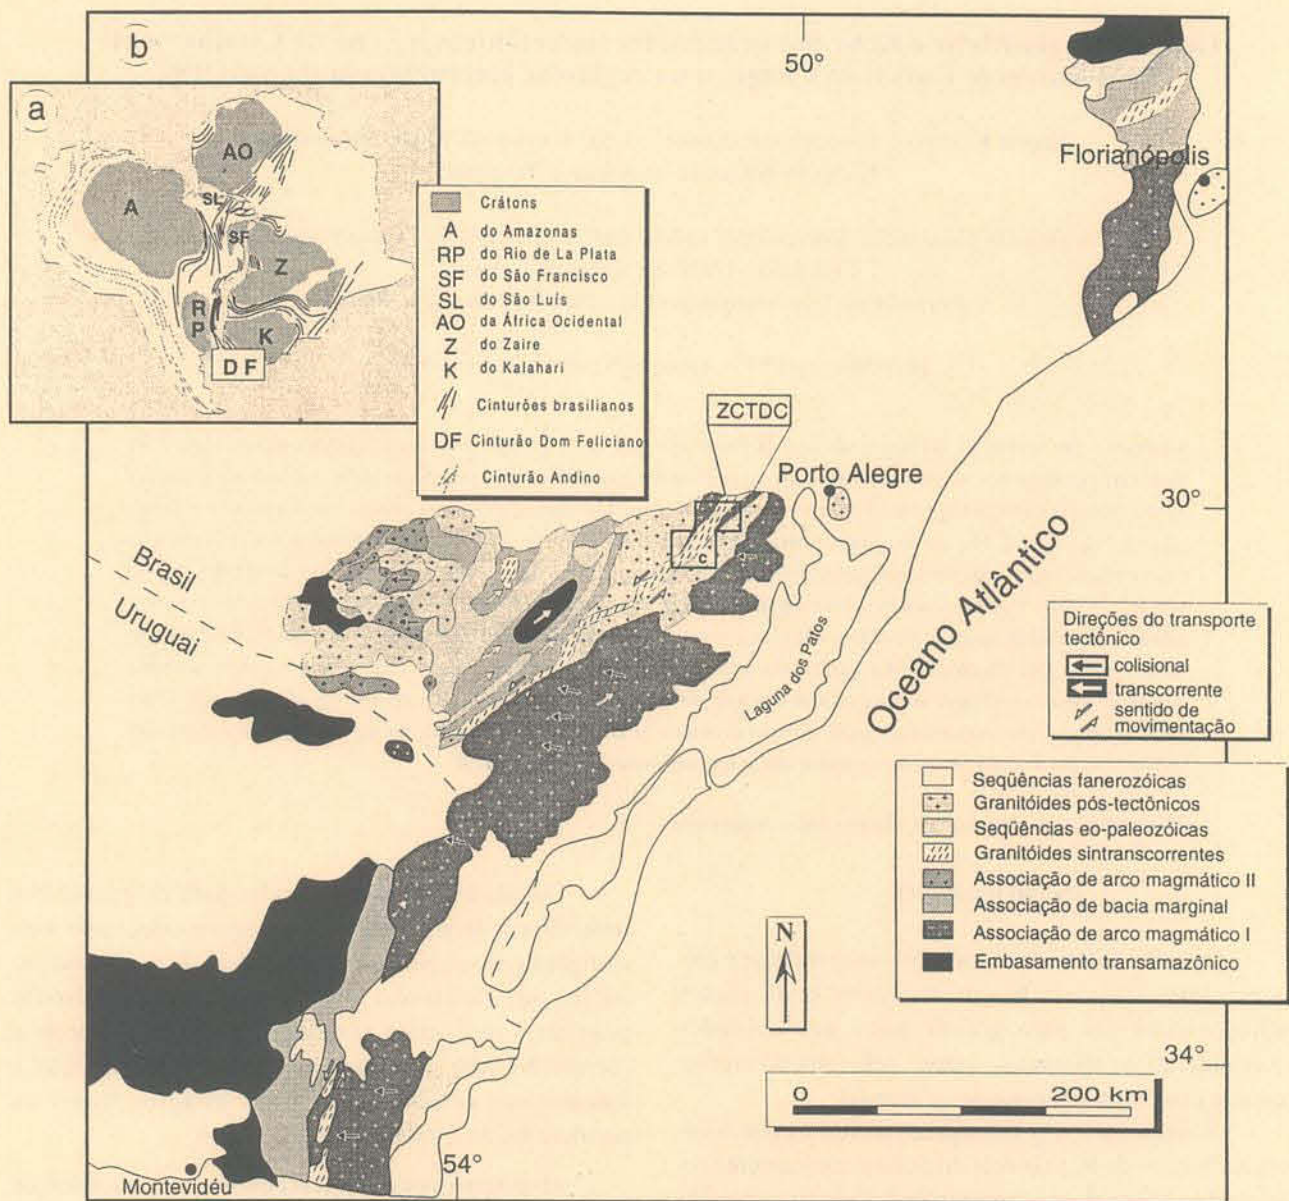 b
50°
a
AO
A
SL
SF
Z
R
P
K
D F
Crátons
A do Amazonas
RP do Rio de La Plata
SF do São Francisco
SL do São Luís
AO da África Ocidental
Z do Zaire
K do Kalahari
Cinturões brasilianos
DF Cinturão Dom Feliciano
Cinturão Andino
Florianópolis
ZCTDC
Porto Alegre
30°
c
Brasil
Uruguai
Laguna dos Patos
Oceano Atlântico
Direções do transporte
tectônico
colisional
transcorrente
sentido de
movimentação
Seqüências fanerozóicas
Granitóides pós-tectônicos
Seqüências eo-paleozóicas
Granitóides sintranscorrentes
Associação de arco magmático II
Associação de bacia marginal
Associação de arco magmático I
Embasamento transamazônico
N
34°
0 200 km
54°
Montevidéu